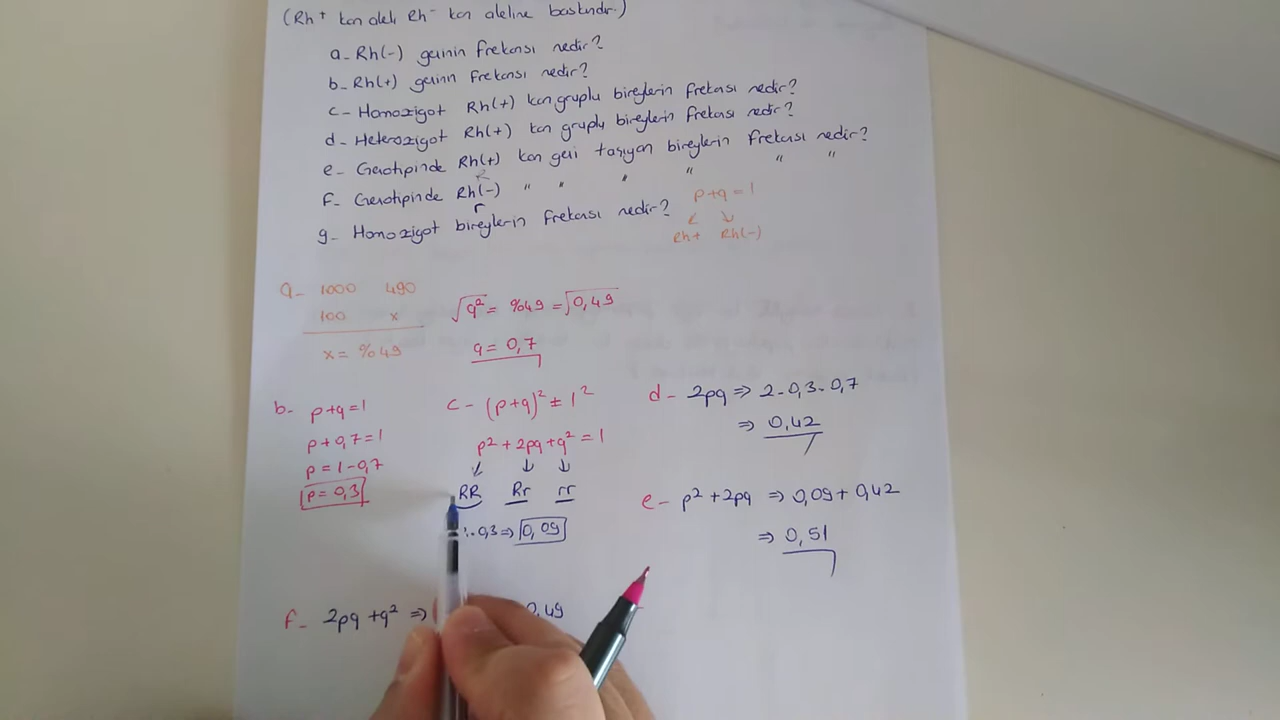 (Rh+ kan aleli Rh- kan aleline baskındır.)
a- Rh(-) geninin frekansı nedir?
b- Rh(+) genin frekansı nedir?
c- Homozigot Rh(+) kan gruplu bireylerin frekansı nedir?
d- Heterozigot Rh(+) kan gruplu bireylerin frekansı nedir?
e- Genotipinde Rh(+) kan geni taşıyan bireylerin frekansı nedir?
R
f- Genotipinde Rh(-) " " " " " "
r
g- Homozigot bireylerin frekansı nedir?
p+q=1
Rh+ Rh(-)
a- 1000 490
100 x
x= %49
√q² = %49 = √0,49
q= 0,7
b- p+q=1
p+0,7=1
p=1-0,7
p=0,3
c- (p+q)² = 1²
p²+2pq+q²=1
RR Rr rr
0,3⇒ 0,09
d- 2pq ⇒ 2.0,3.0,7
⇒ 0,42
e- p²+2pq ⇒ 0,09+0,42
⇒ 0,51
f- 2pq+q² ⇒ 0,49